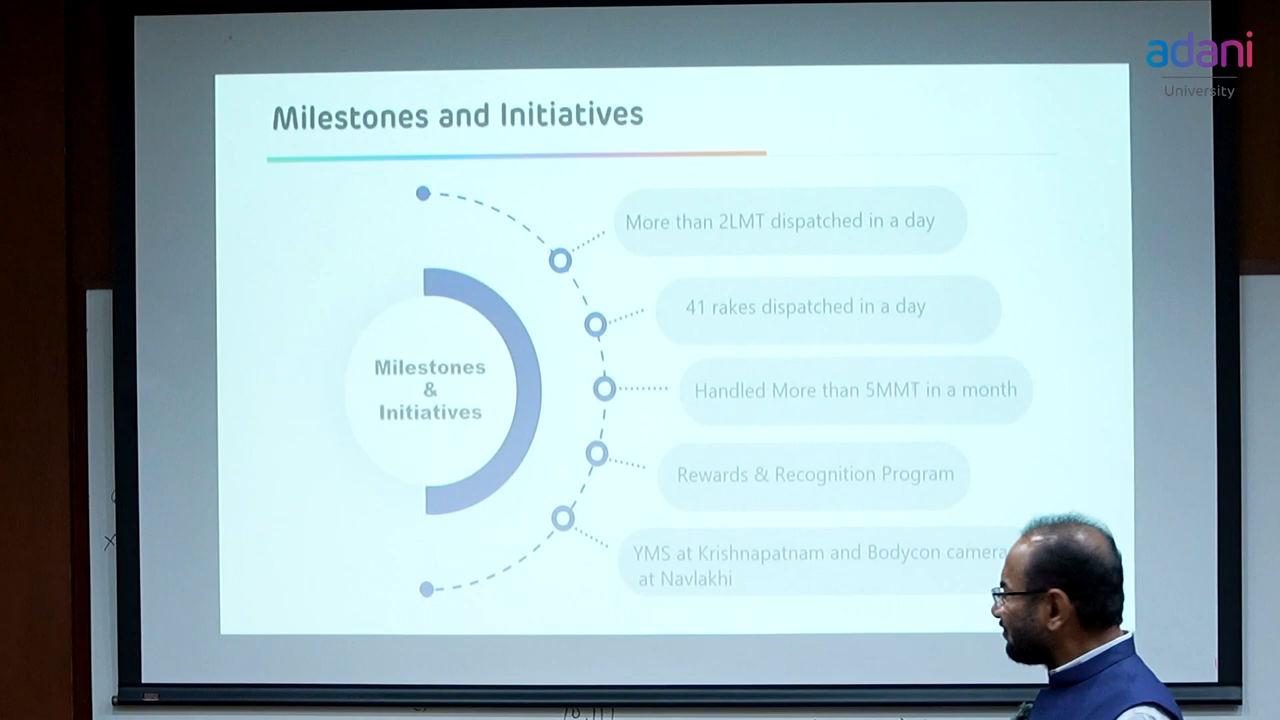 adani
University
Milestones and Initiatives
More than 2LMT dispatched in a day
41 rakes dispatched in a day
Milestones
&
Initiatives
Handled More than 5MMT in a month
Rewards & Recognition Program
YMS at Krishnapatnam and Bodycon camera
at Navlakhi